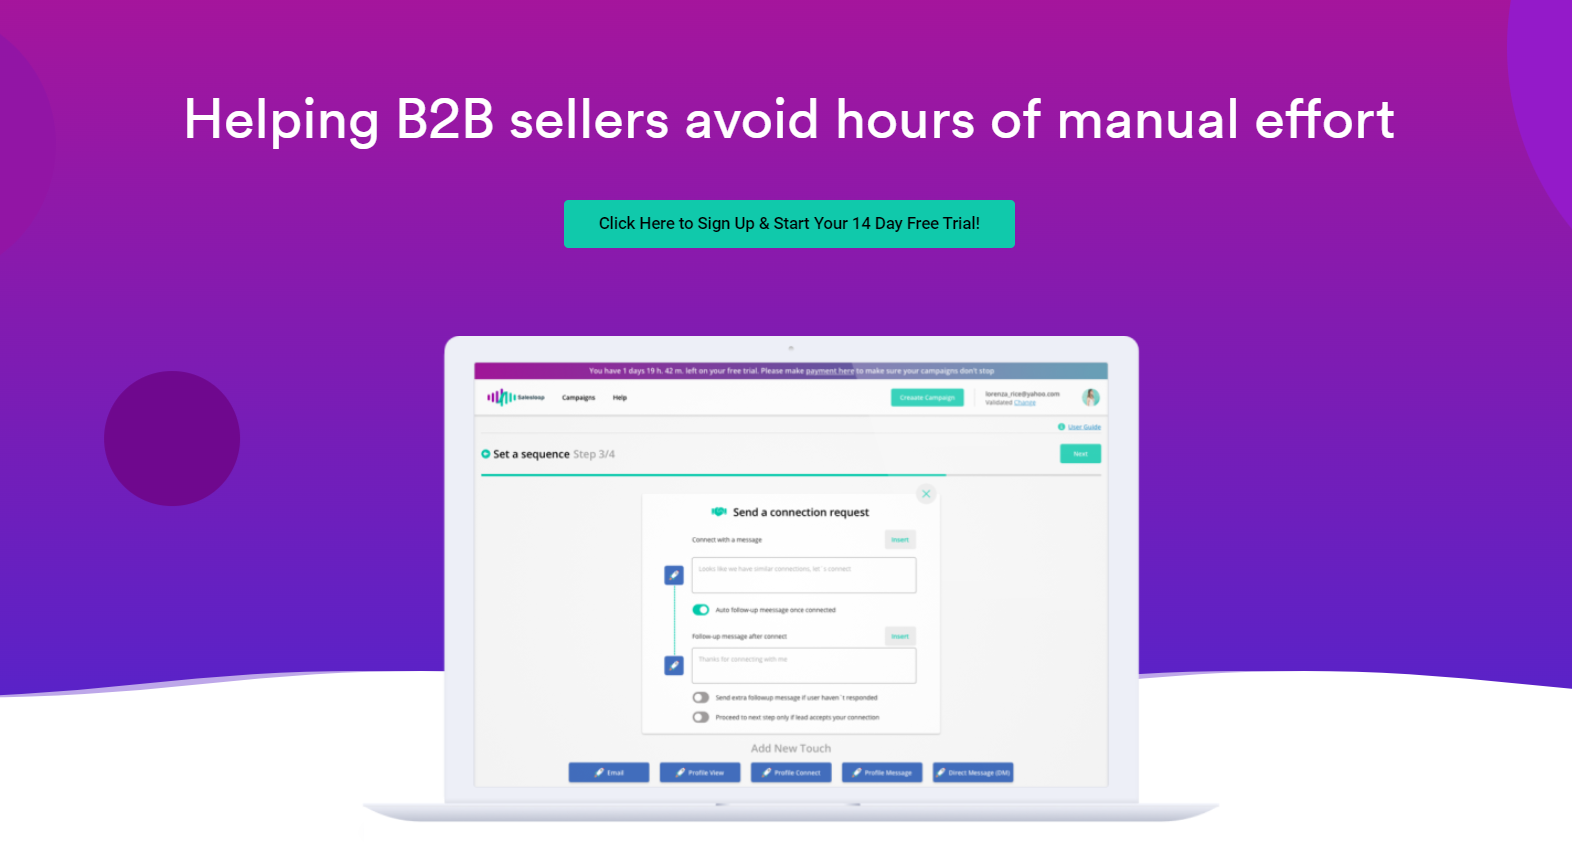 Helping B2B sellers avoid hours of manual effort
Click Here to Sign Up & Start Your 14 Day Free Trial!
You have 1 days 19 h. 42 m. left on your free trial. Please make payment here to make sure your campaigns don't stop
Salesloop
Campaigns
Help
Create Campaign
lorenza_rice@yahoo.com
Validated Change
User Guide
Set a sequence Step 3/4
Next
Send a connection request
Connect with a message
Insert
Looks like we have similar connections, let`s connect
Auto follow-up meessage once connected
Follow-up message after connect
Insert
Thanks for connecting with me
Send extra followup message if user haven`t responded
Proceed to next step only if lead accepts your connection
Add New Touch
Email
Profile View
Profile Connect
Profile Message
Direct Message (DM)